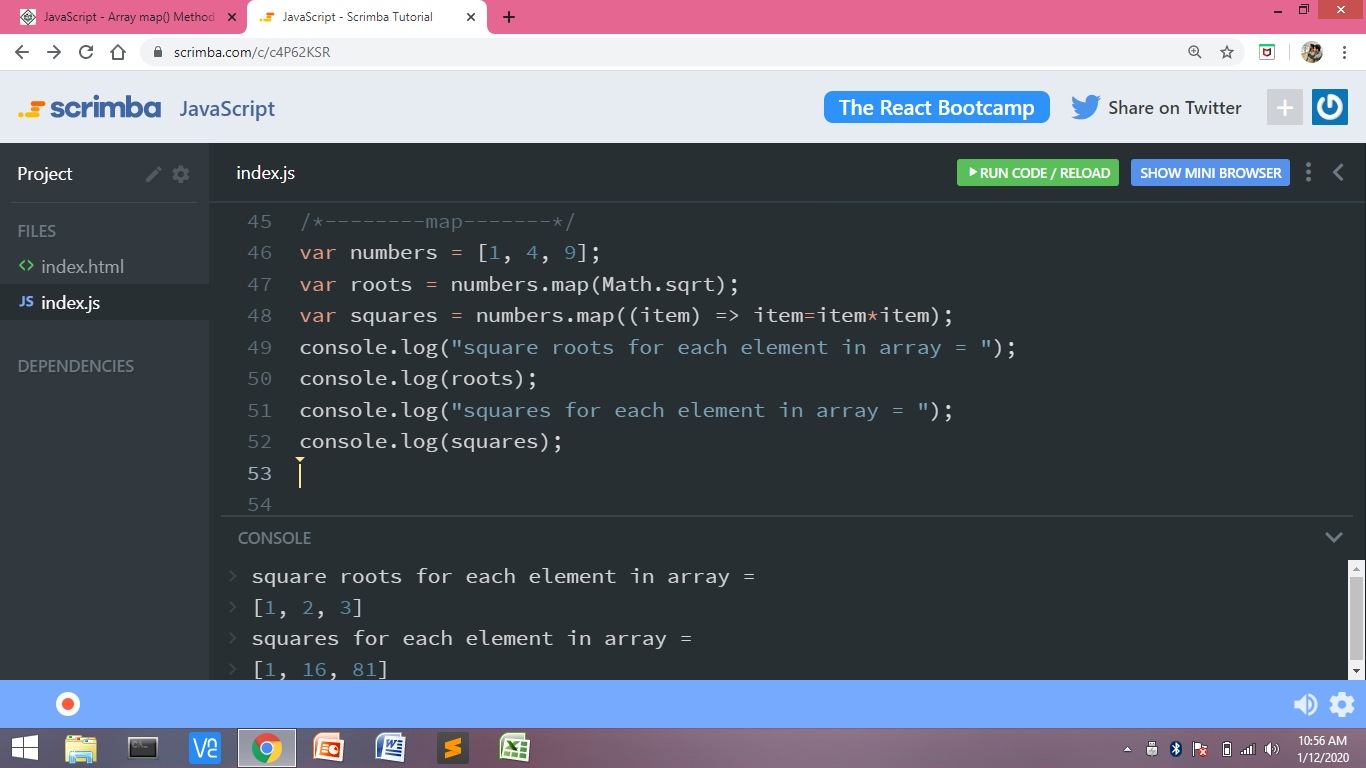 JavaScript - Array map() Method
JavaScript - Scrimba Tutorial
scrimba.com/c/c4P62KSR
scrimba JavaScript
The React Bootcamp
Share on Twitter
Project
FILES
index.html
JS index.js
DEPENDENCIES
index.js
RUN CODE / RELOAD
SHOW MINI BROWSER
45 /*--------map-------*/
46 var numbers = [1, 4, 9];
47 var roots = numbers.map(Math.sqrt);
48 var squares = numbers.map((item) => item=item*item);
49 console.log("square roots for each element in array = ");
50 console.log(roots);
51 console.log("squares for each element in array = ");
52 console.log(squares);
53
54
CONSOLE
square roots for each element in array =
[1, 2, 3]
squares for each element in array =
[1, 16, 81]
10:56 AM
1/12/2020